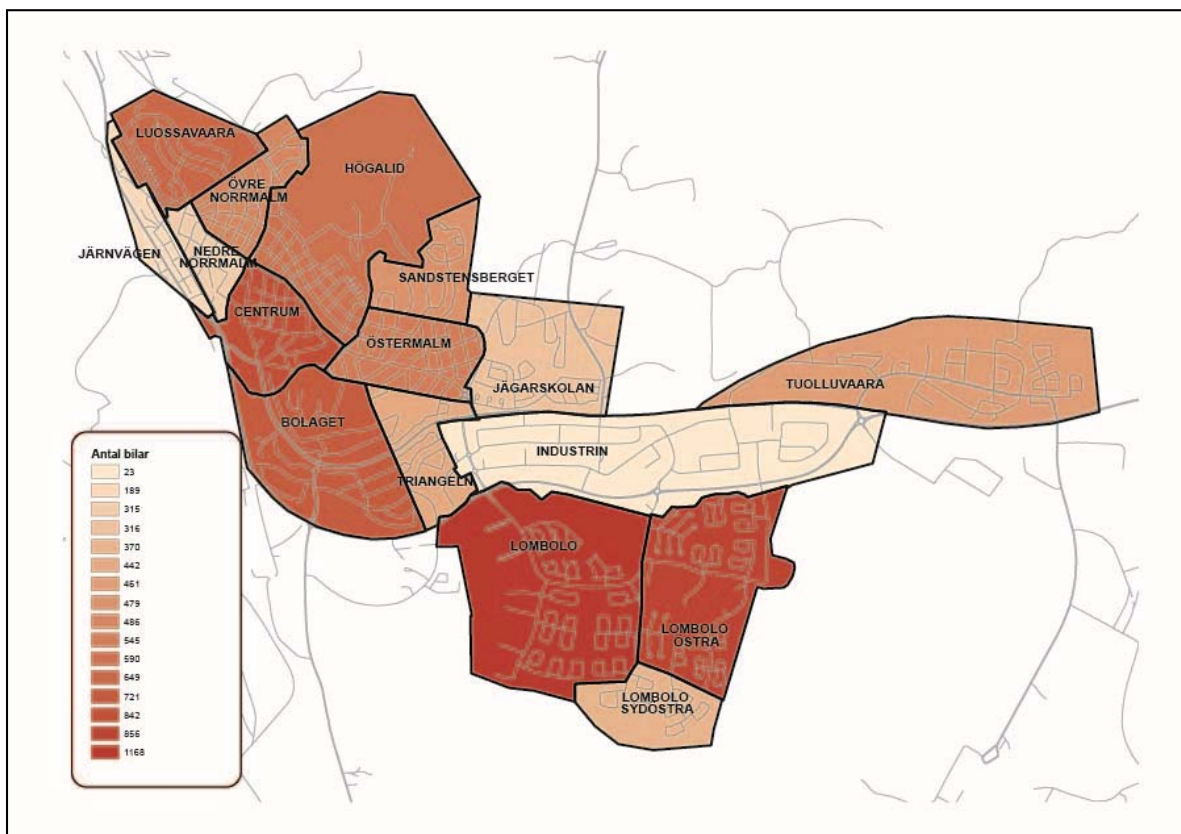 LUOSSAVAARA
HÖGALID
ÖVRE
NORRMALM
JÄRNVÄGEN
NEDRE
NORRMALM
SANDSTENSBERGET
CENTRUM
ÖSTERMALM
JÄGARSKOLAN
TUOLLUVAARA
BOLAGET
INDUSTRIN
TRIANGELN
LOMBOLO
LOMBOLO
ÖSTRA
LOMBOLO
SYDÖSTRA
Antal bilar
23
189
315
316
370
442
461
479
486
545
590
649
721
842
856
1168